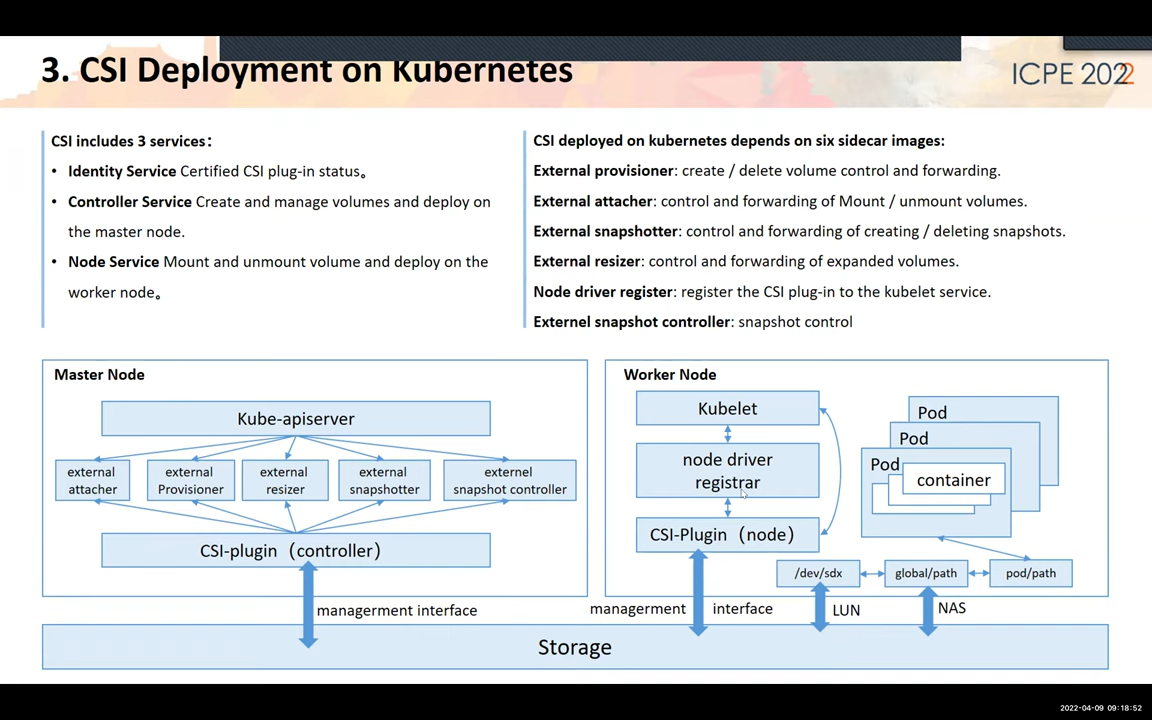 3. CSI Deployment on Kubernetes
ICPE 2022
CSI includes 3 services：
• Identity Service Certified CSI plug-in status。
• Controller Service Create and manage volumes and deploy on
the master node.
• Node Service Mount and unmount volume and deploy on the
worker node。
CSI deployed on kubernetes depends on six sidecar images:
External provisioner: create / delete volume control and forwarding.
External attacher: control and forwarding of Mount / unmount volumes.
External snapshotter: control and forwarding of creating / deleting snapshots.
External resizer: control and forwarding of expanded volumes.
Node driver register: register the CSI plug-in to the kubelet service.
Externel snapshot controller: snapshot control
Master Node
Kube-apiserver
external
attacher
external
Provisioner
external
resizer
external
snapshotter
externel
snapshot controller
CSI-plugin（controller）
managerment interface
Worker Node
Kubelet
node driver
registrar
CSI-Plugin（node）
Pod
Pod
Pod
container
/dev/sdx
global/path
pod/path
managerment interface
LUN
NAS
Storage
2022-04-09 09:18:52